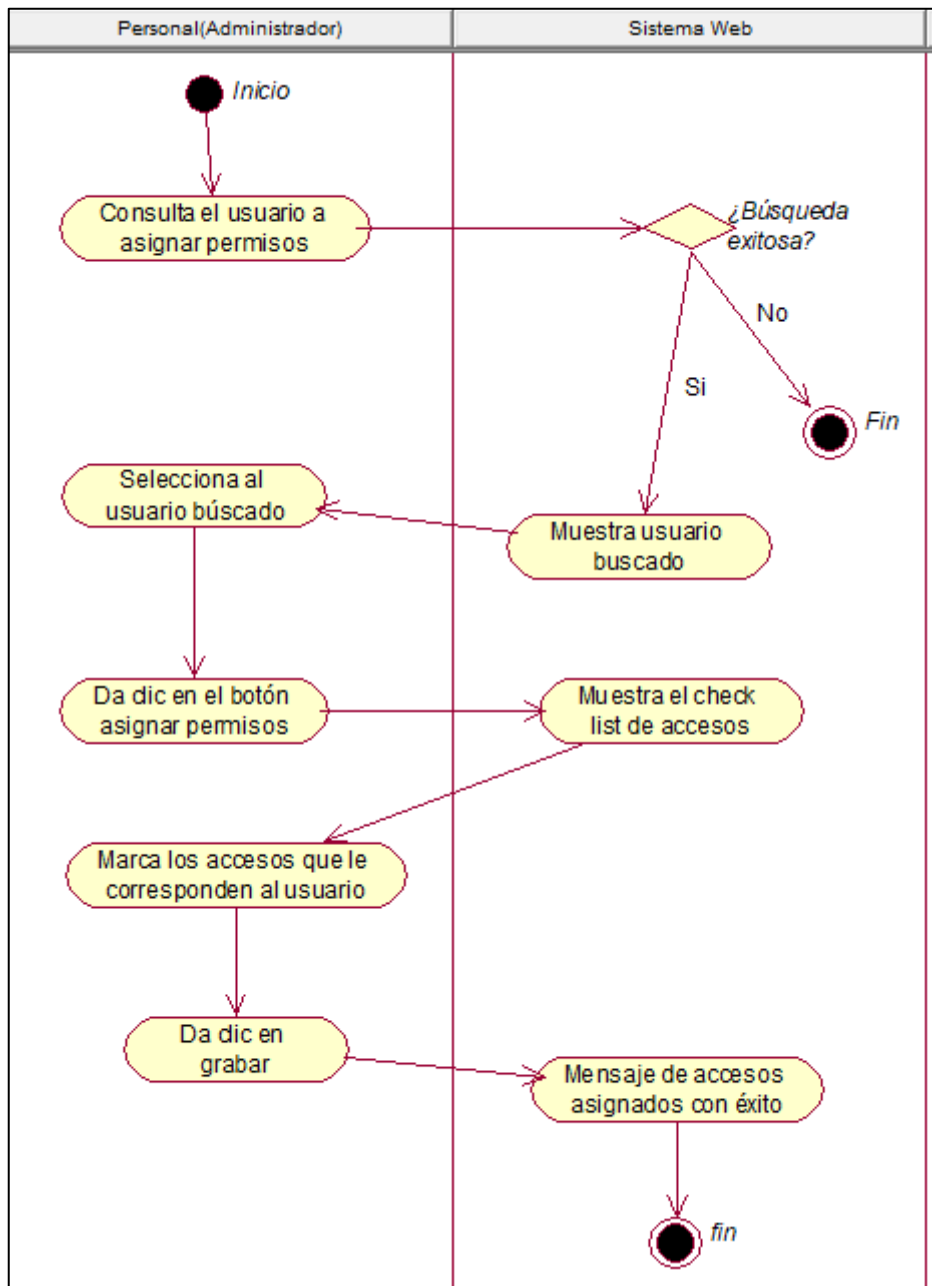 Personal(Administrador)
Sistema Web
Inicio
Consulta el usuario a
asignar permisos
¿Búsqueda
exitosa?
No
Si
Fin
Selecciona al
usuario búscado
Muestra usuario
buscado
Da clic en el botón
asignar permisos
Muestra el check
list de accesos
Marca los accesos que le
corresponden al usuario
Da clic en
grabar
Mensaje de accesos
asignados con éxito
fin